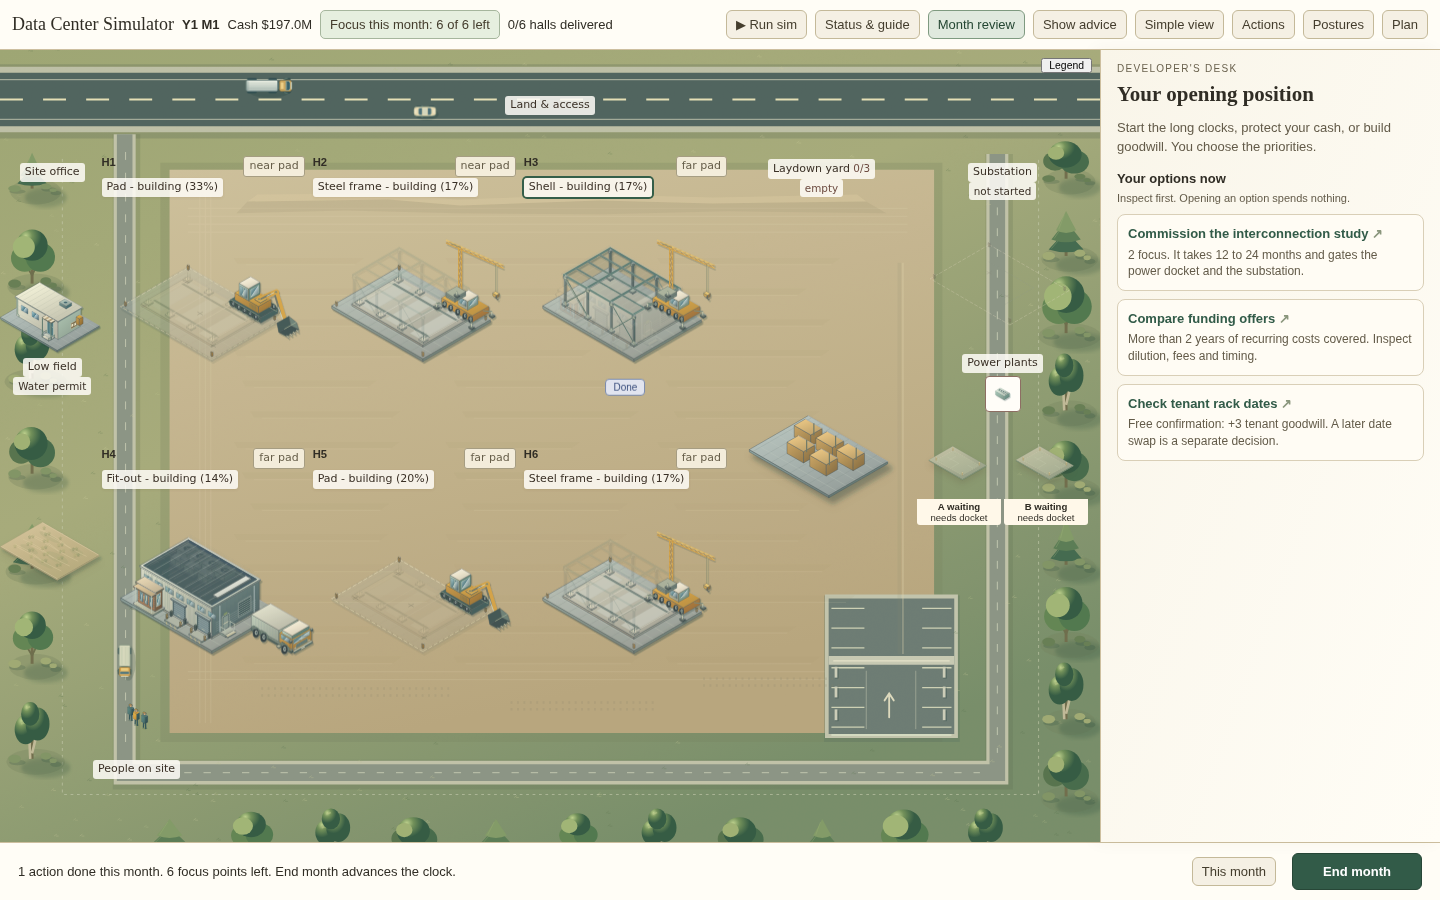 Data Center Simulator Y1 M1 Cash $197.0M Focus this month: 6 of 6 left 0/6 halls delivered ▶ Run sim Status & guide Month review Show advice Simple view Actions Postures Plan
Legend
Land & access
Site office
H1 near pad
Pad - building (33%)
H2 near pad
Steel frame - building (17%)
H3 far pad
Shell - building (17%)
Laydown yard 0/3
empty
Substation
not started
Low field
Water permit
Power plants
Done
H4 far pad
Fit-out - building (14%)
H5 far pad
Pad - building (20%)
H6 far pad
Steel frame - building (17%)
A waiting
needs docket
B waiting
needs docket
People on site
DEVELOPER'S DESK
Your opening position
Start the long clocks, protect your cash, or build
goodwill. You choose the priorities.
Your options now
Inspect first. Opening an option spends nothing.
Commission the interconnection study ↗
2 focus. It takes 12 to 24 months and gates the
power docket and the substation.
Compare funding offers ↗
More than 2 years of recurring costs covered. Inspect
dilution, fees and timing.
Check tenant rack dates ↗
Free confirmation: +3 tenant goodwill. A later date
swap is a separate decision.
1 action done this month. 6 focus points left. End month advances the clock.
This month
End month